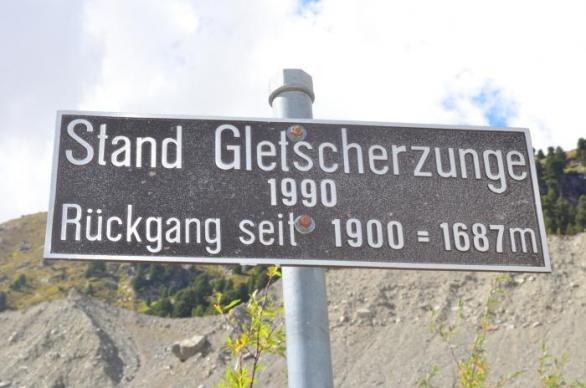 Stand Gletscherzunge
1990
Rückgang seit 1900 = 1687m